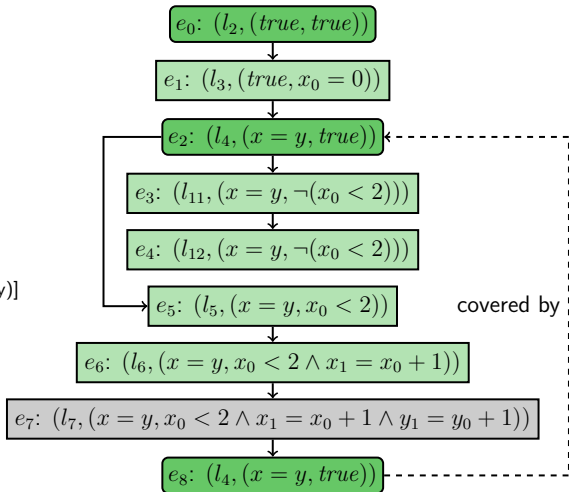 e₀: (l₂, (true, true))
e₁: (l₃, (true, x₀ = 0))
e₂: (l₄, (x = y, true))
e₃: (l₁₁, (x = y, ¬(x₀ < 2)))
e₄: (l₁₂, (x = y, ¬(x₀ < 2)))
y)]
e₅: (l₅, (x = y, x₀ < 2))
covered by
e₆: (l₆, (x = y, x₀ < 2 ∧ x₁ = x₀ + 1))
e₇: (l₇, (x = y, x₀ < 2 ∧ x₁ = x₀ + 1 ∧ y₁ = y₀ + 1))
e₈: (l₄, (x = y, true))